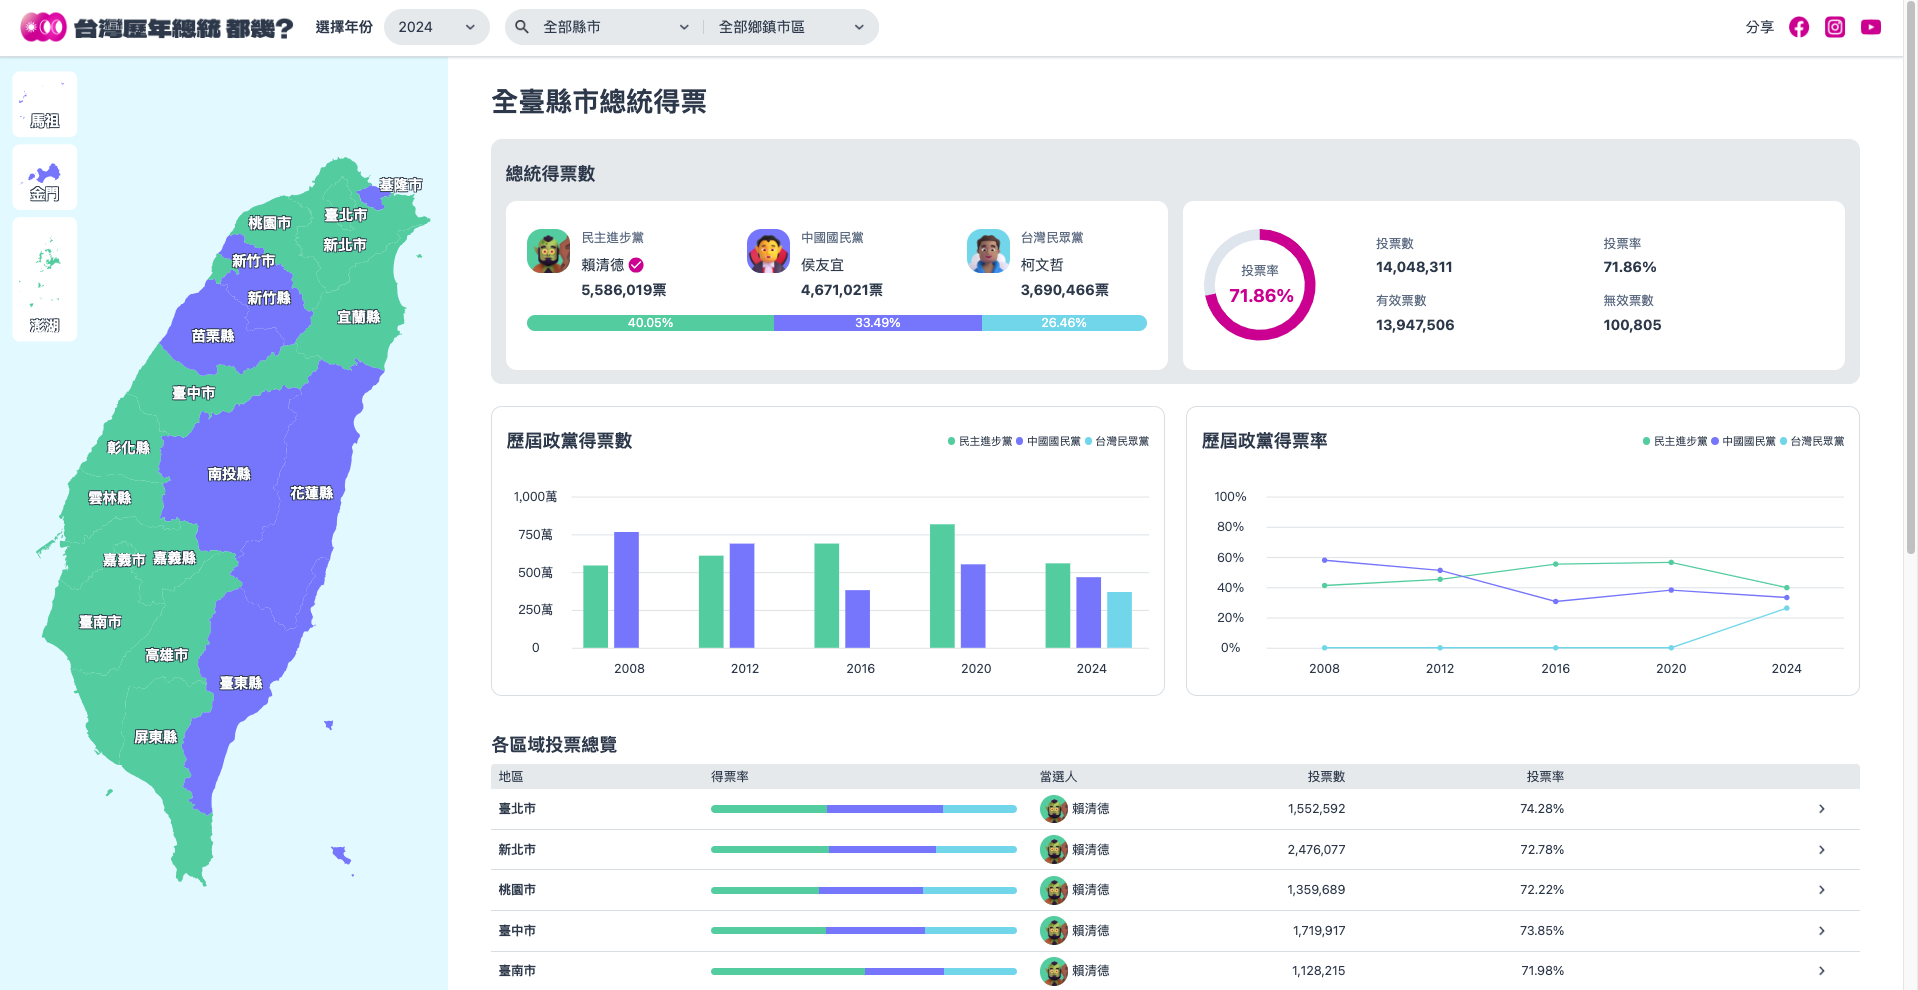 台灣歷年總統 都幾?
選擇年份
2024
全部縣市
全部鄉鎮市區
分享
馬祖
金門
澎湖
基隆市
臺北市
桃園市
新北市
新竹市
新竹縣
宜蘭縣
苗栗縣
臺中市
彰化縣
南投縣
花蓮縣
雲林縣
嘉義市
嘉義縣
臺南市
高雄市
臺東縣
屏東縣
全臺縣市總統得票
總統得票數
民主進步黨
賴清德
5,586,019票
中國國民黨
侯友宜
4,671,021票
台灣民眾黨
柯文哲
3,690,466票
40.05%
33.49%
26.46%
投票率
71.86%
投票數
14,048,311
投票率
71.86%
有效票數
13,947,506
無效票數
100,805
歷屆政黨得票數
民主進步黨 中國國民黨 台灣民眾黨
1,000萬
750萬
500萬
250萬
0
2008 2012 2016 2020 2024
歷屆政黨得票率
民主進步黨 中國國民黨 台灣民眾黨
100%
80%
60%
40%
20%
0%
2008 2012 2016 2020 2024
各區域投票總覽
地區 得票率 當選人 投票數 投票率
臺北市 賴清德 1,552,592 74.28%
新北市 賴清德 2,476,077 72.78%
桃園市 賴清德 1,359,689 72.22%
臺中市 賴清德 1,719,917 73.85%
臺南市 賴清德 1,128,215 71.98%